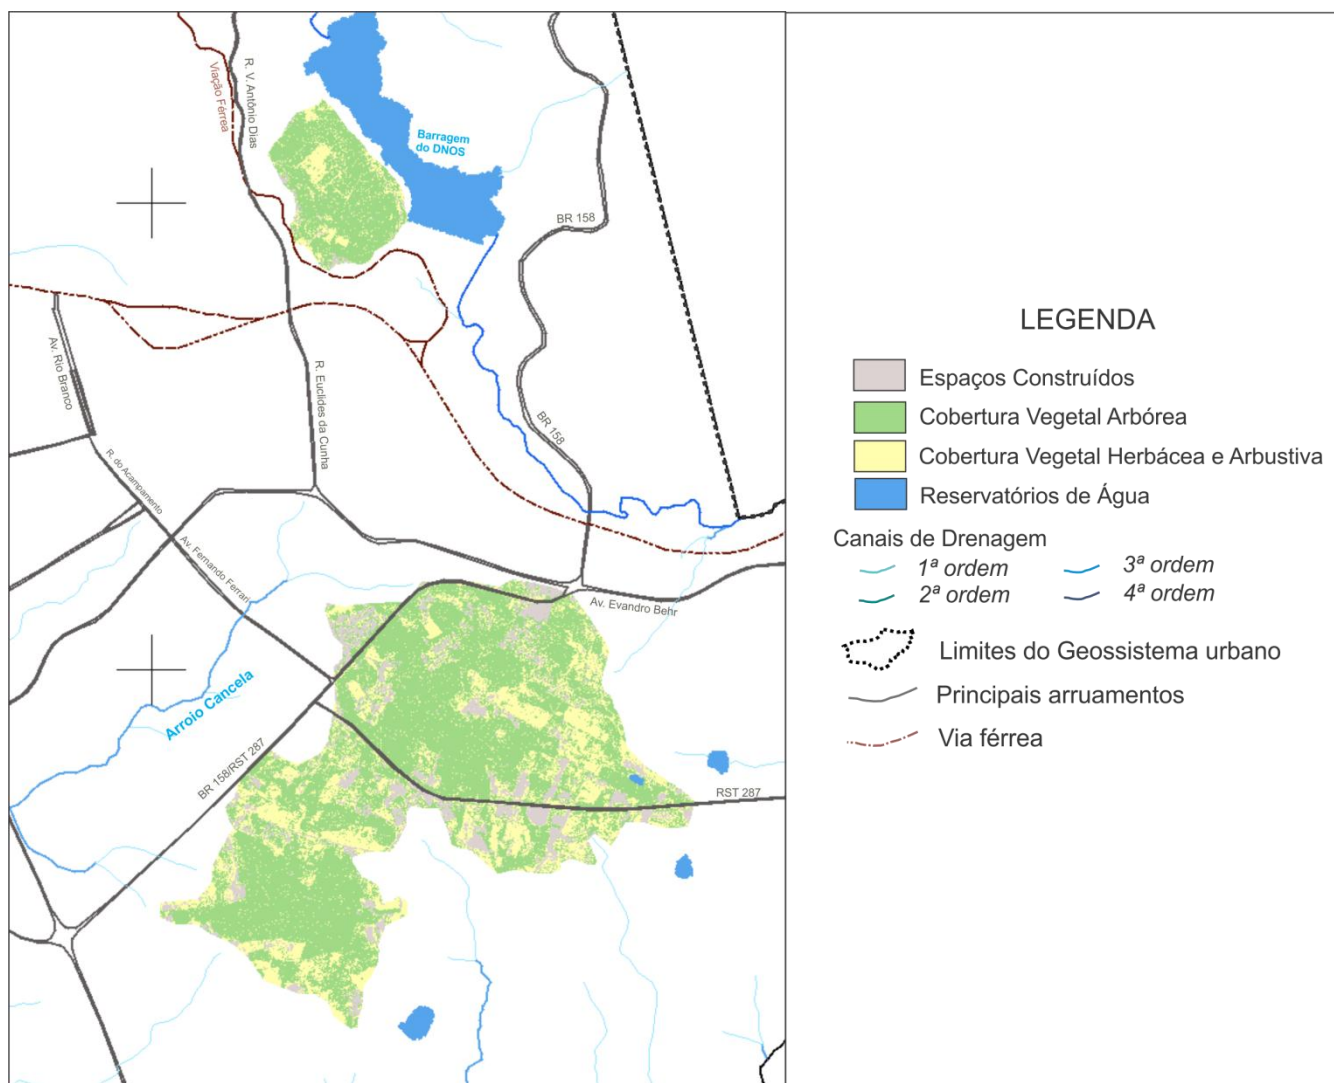 R. V. Antônio Dias
Viação Férrea
Barragem
do DNOS
BR 158
Av. Rio Branco
R. Euclides da Cunha
BR 158
R. do Acampamento
Av. Fernando Ferrari
Av. Evandro Behr
Arroio Cancela
BR 158/RST 287
RST 287
LEGENDA
Espaços Construídos
Cobertura Vegetal Arbórea
Cobertura Vegetal Herbácea e Arbustiva
Reservatórios de Água
Canais de Drenagem
1ª ordem
3ª ordem
2ª ordem
4ª ordem
Limites do Geossistema urbano
Principais arruamentos
Via férrea